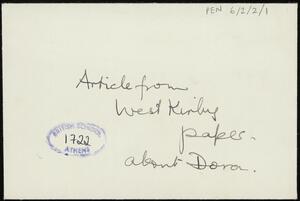 PEN 6/2/2/1
Article from
West Kirby
paper.
about Dora.
BRITISH SCHOOL
1722
ATHENS